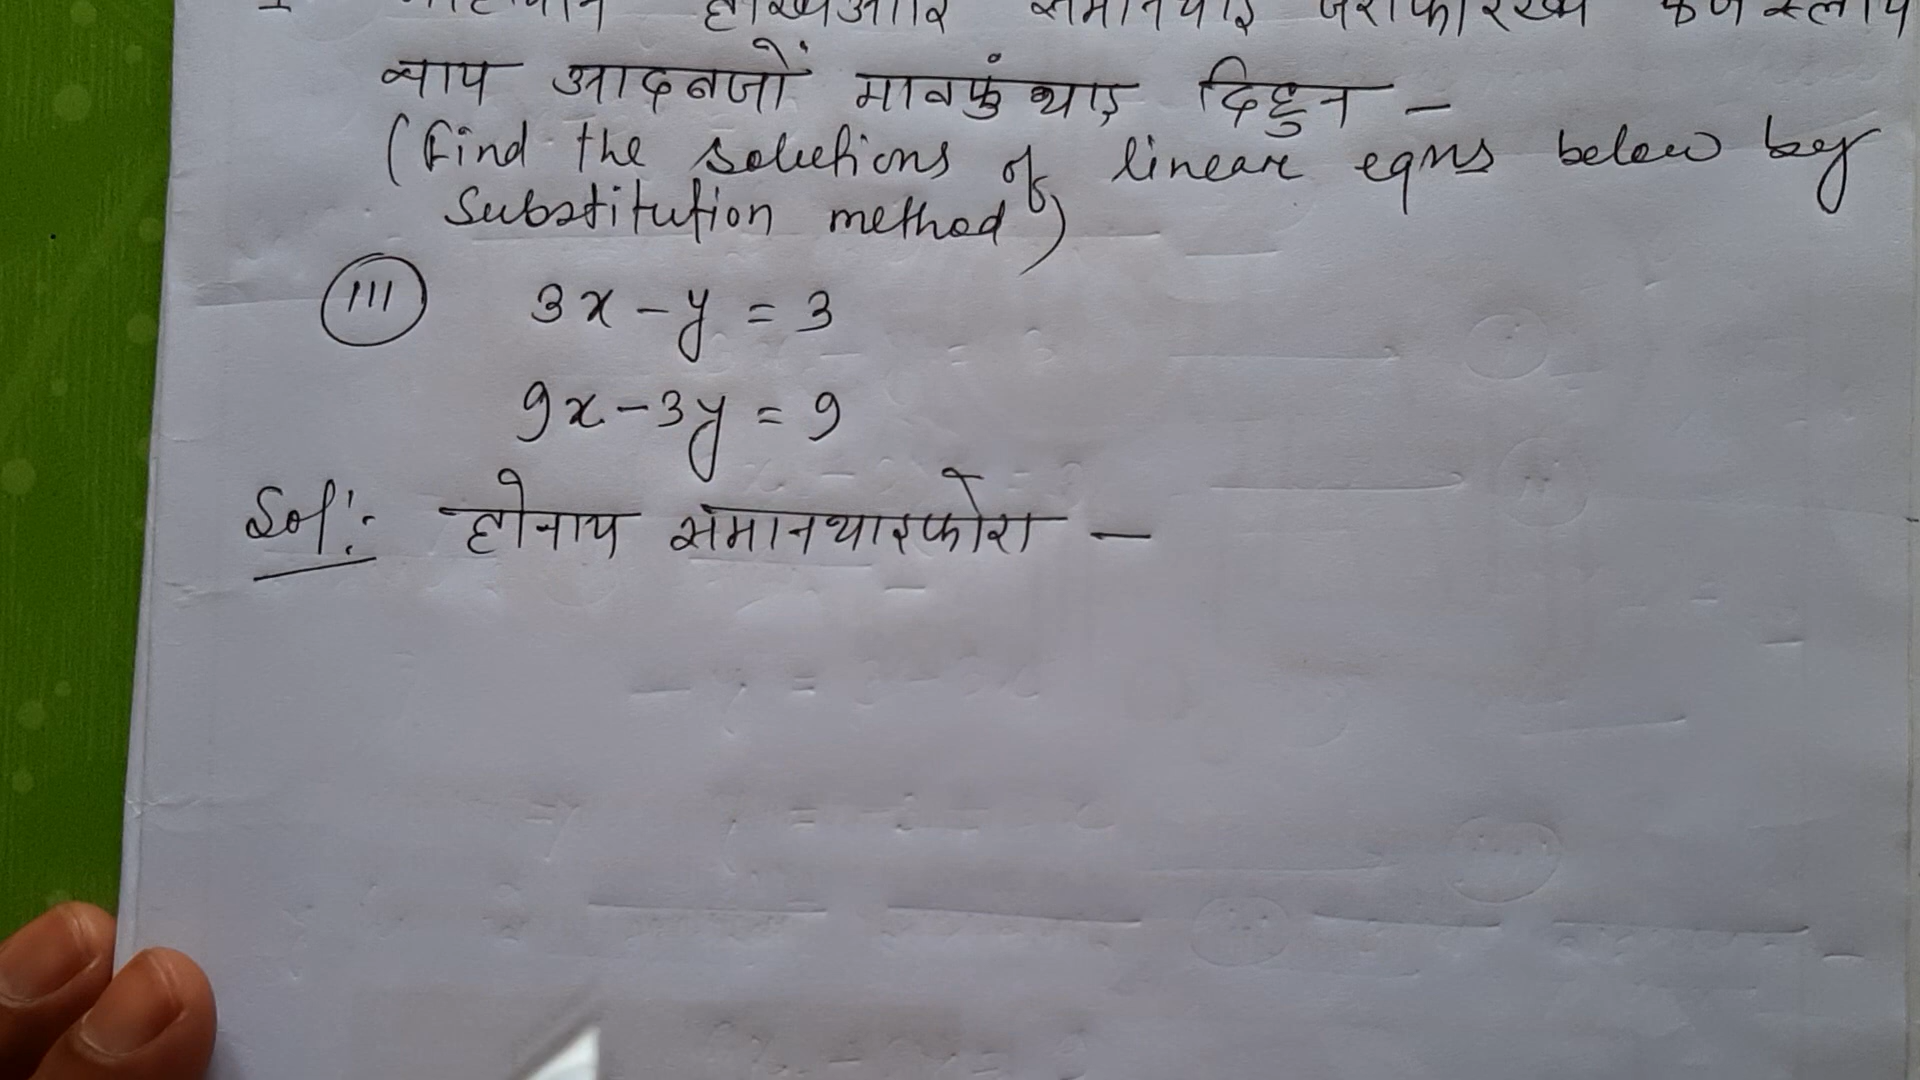 न्याय आदबजों मावफुंथाइ दिहुन -
(Find the solutions of linear eqns below by
Substitution method)
III 3x - y = 3
9x - 3y = 9
Sol: होनाय समानथाइफोरा -